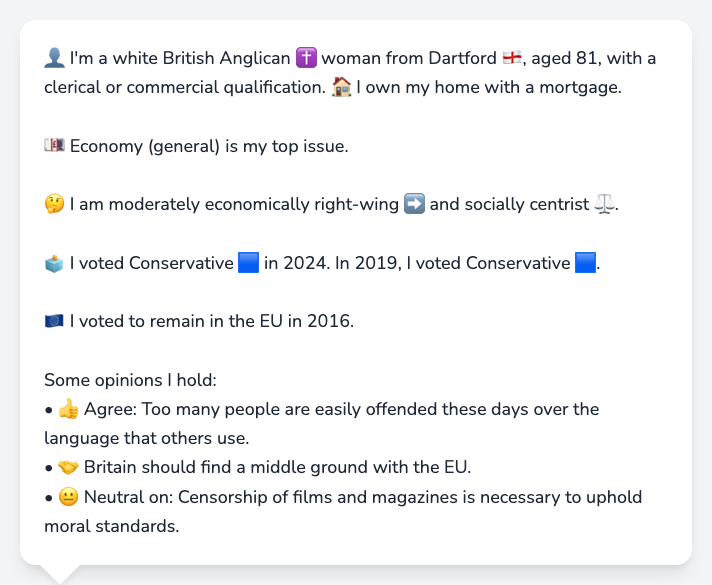 👤 I'm a white British Anglican ✝️ woman from Dartford 🏴󠁧󠁢󠁥󠁮󠁧󠁿, aged 81, with a
clerical or commercial qualification. 🏠 I own my home with a mortgage.
💷 Economy (general) is my top issue.
🤔 I am moderately economically right-wing ➡️ and socially centrist ⚖️.
🗳️ I voted Conservative 🟦 in 2024. In 2019, I voted Conservative 🟦.
🇪🇺 I voted to remain in the EU in 2016.
Some opinions I hold:
• 👍 Agree: Too many people are easily offended these days over the
language that others use.
• 🤝 Britain should find a middle ground with the EU.
• 😐 Neutral on: Censorship of films and magazines is necessary to uphold
moral standards.